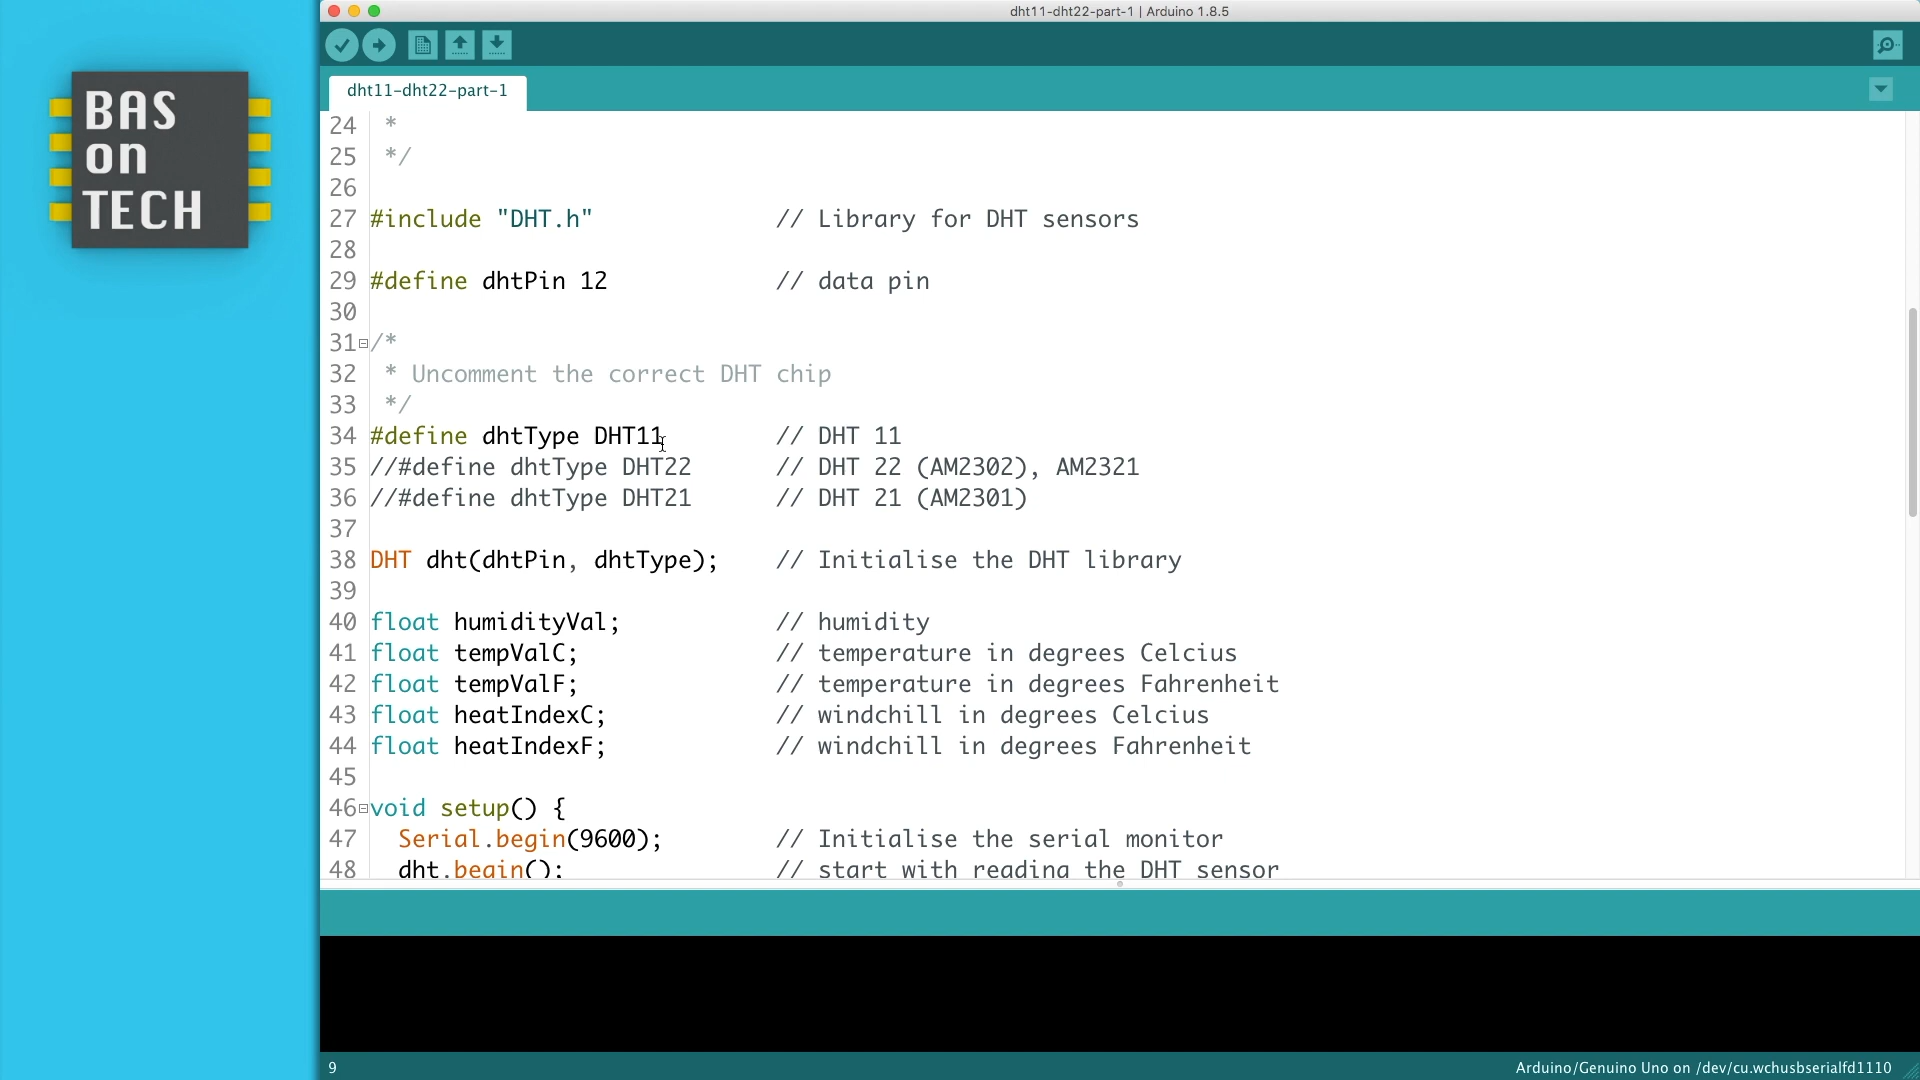 BAS
on
TECH
dht11-dht22-part-1 | Arduino 1.8.5
dht11-dht22-part-1
24  *
25  */
26
27 #include "DHT.h"             // Library for DHT sensors
28
29 #define dhtPin 12            // data pin
30
31 /*
32  * Uncomment the correct DHT chip
33  */
34 #define dhtType DHT11        // DHT 11
35 //#define dhtType DHT22      // DHT 22 (AM2302), AM2321
36 //#define dhtType DHT21      // DHT 21 (AM2301)
37
38 DHT dht(dhtPin, dhtType);    // Initialise the DHT library
39
40 float humidityVal;           // humidity
41 float tempValC;              // temperature in degrees Celcius
42 float tempValF;              // temperature in degrees Fahrenheit
43 float heatIndexC;            // windchill in degrees Celcius
44 float heatIndexF;            // windchill in degrees Fahrenheit
45
46 void setup() {
47   Serial.begin(9600);        // Initialise the serial monitor
48   dht.begin();               // start with reading the DHT sensor
9
Arduino/Genuino Uno on /dev/cu.wchusbserialfd1110